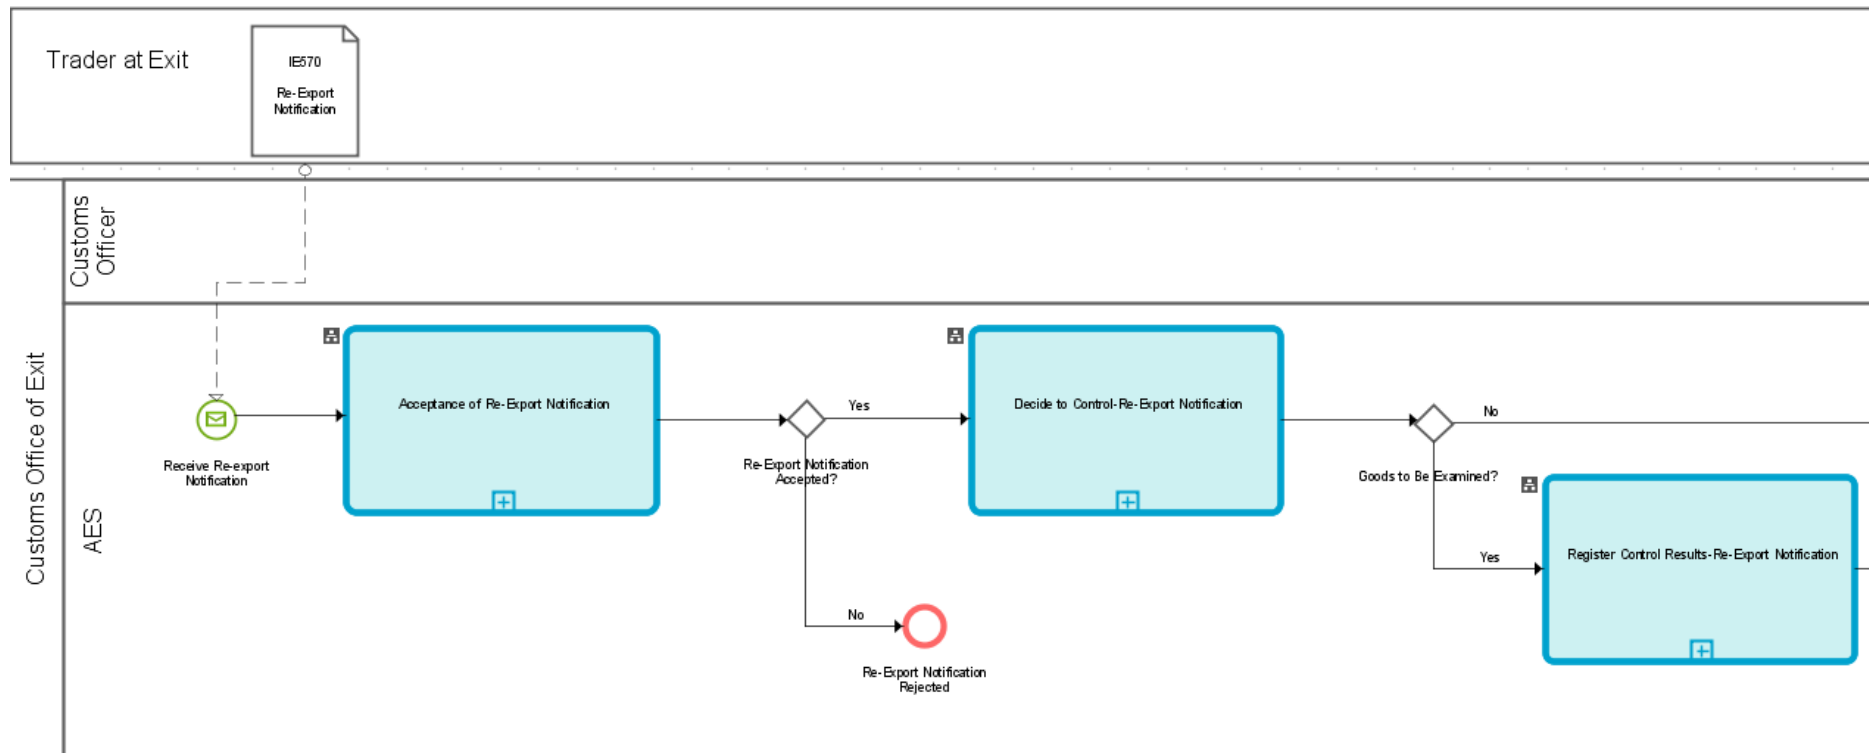 Trader at Exit
IE570
Re-Export
Notification
Customs
Officer
Customs Office of Exit
AES
Receive Re-export
Notification
Acceptance of Re-Export Notification
Re-Export Notification
Accepted?
Yes
No
Re-Export Notification
Rejected
Decide to Control-Re-Export Notification
Goods to Be Examined?
No
Yes
Register Control Results-Re-Export Notification